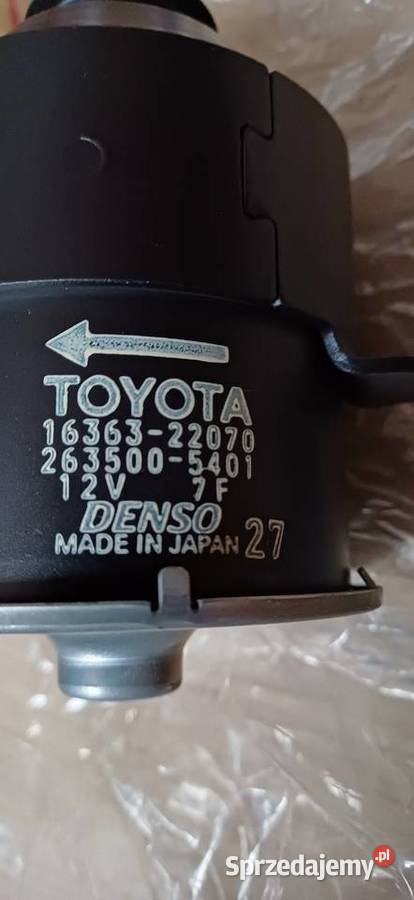 TOYOTA
16363-22070
263500-5401
12V 7F
DENSO
MADE IN JAPAN 27
Sprzedajemy.pl